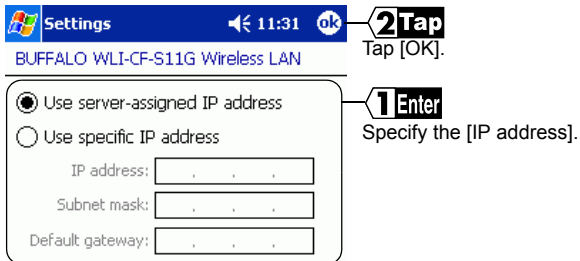 Settings 11:31 ok
BUFFALO WLI-CF-S11G Wireless LAN
Use server-assigned IP address
Use specific IP address
IP address: . . .
Subnet mask: . . .
Default gateway: . . .
2 Tap
Tap [OK].
1 Enter
Specify the [IP address].